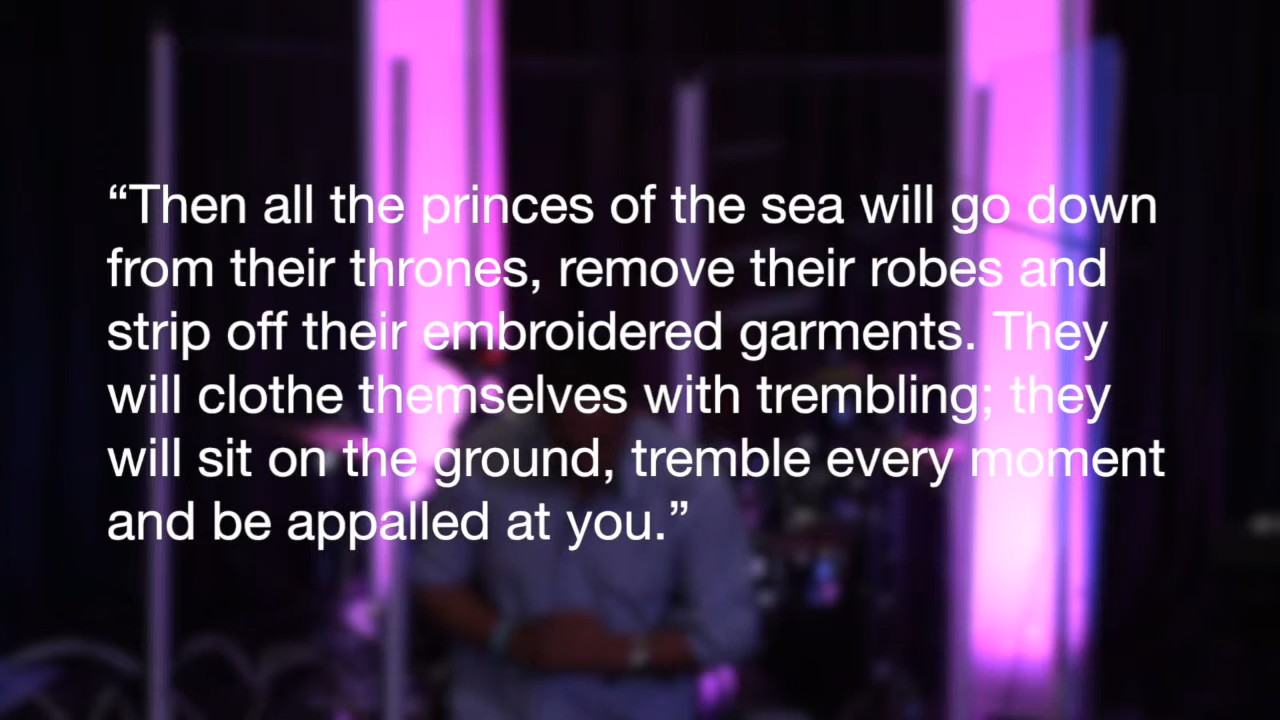 “Then all the princes of the sea will go down
from their thrones, remove their robes and
strip off their embroidered garments. They
will clothe themselves with trembling; they
will sit on the ground, tremble every moment
and be appalled at you.”